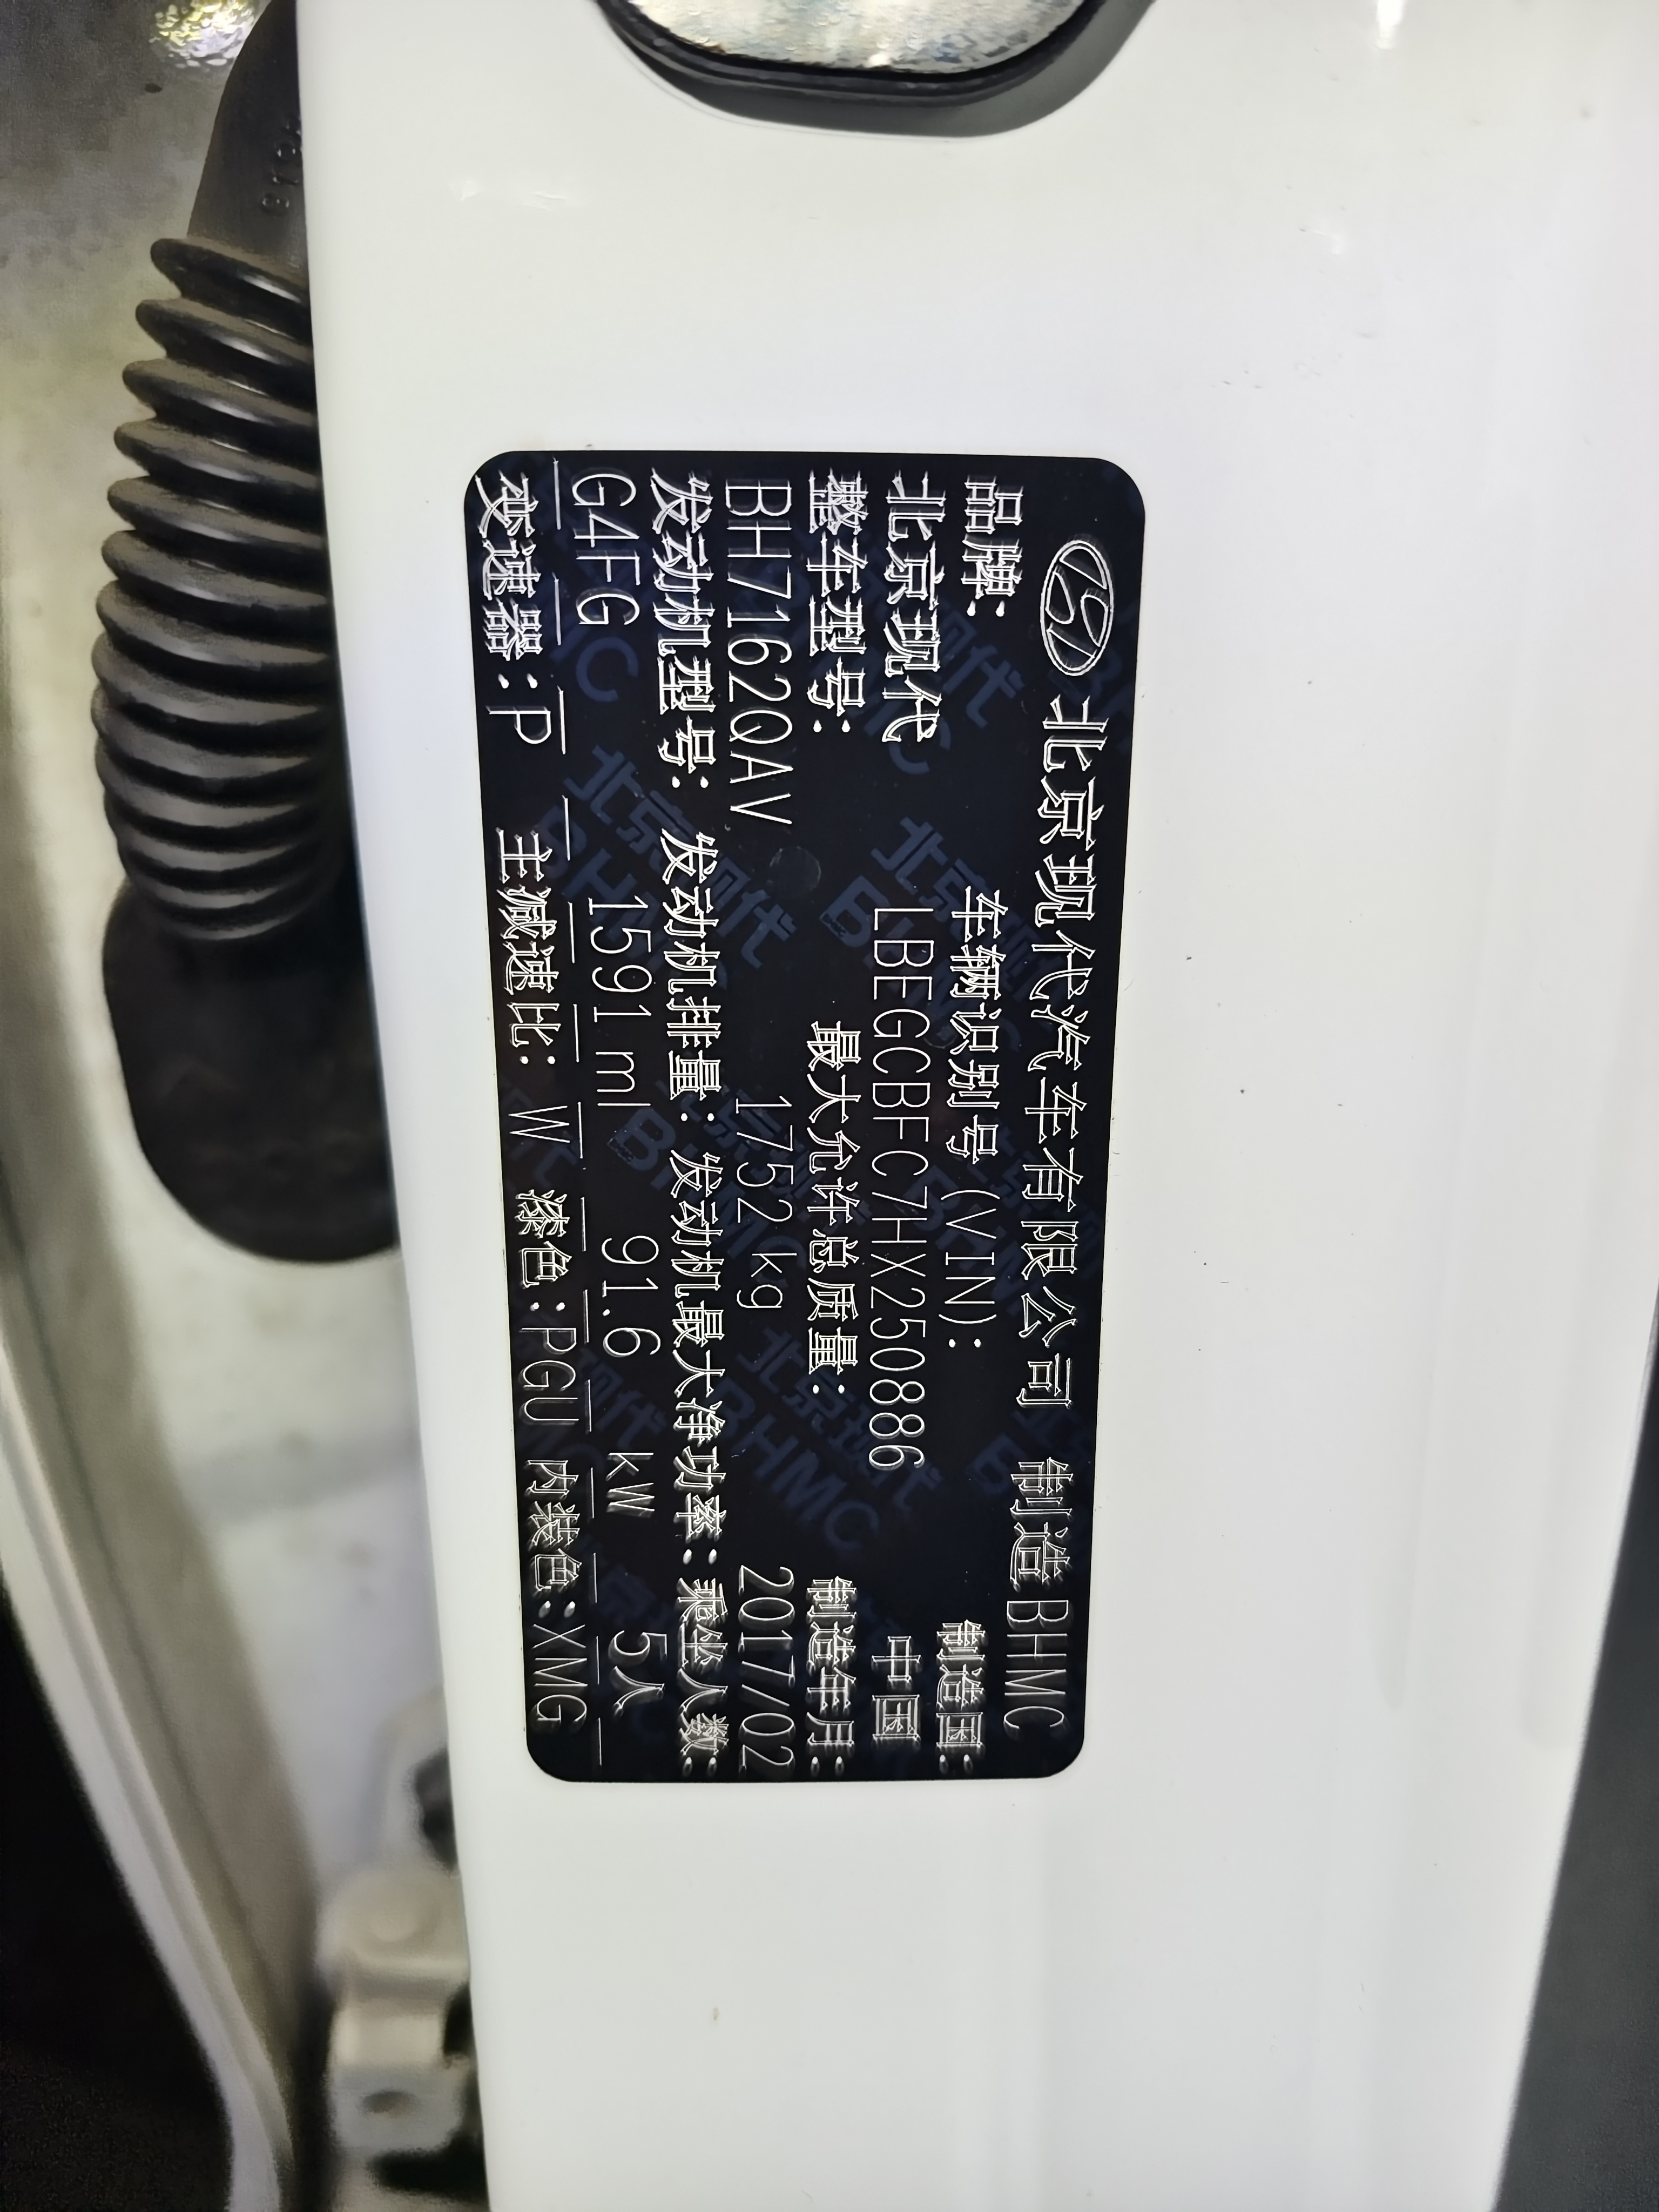 北京现代汽车有限公司 制造BHMC
品牌: 车辆识别号 (VIN): 制造国:
北京现代 LBEGCBFC7HX250886 中国
整车型号: 最大允许总质量: 制造年月:
BH7162QAV 1752 kg 2017/02
发动机型号: 发动机排量: 发动机最大净功率: 乘坐人数:
G4FG 1591 ml 91.6 kW 5人
变速器:P 主减速比: W 漆色:PGU 内装色:XMG